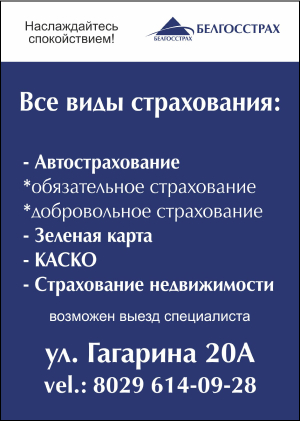 Наслаждайтесь
спокойствием!
БЕЛГОССТРАХ
БЕЛГОССТРАХ
Все виды страхования:
- Автострахование
*обязательное страхование
*добровольное страхование
- Зеленая карта
- КАСКО
- Страхование недвижимости
возможен выезд специалиста
ул. Гагарина 20А
vel.: 8029 614-09-28